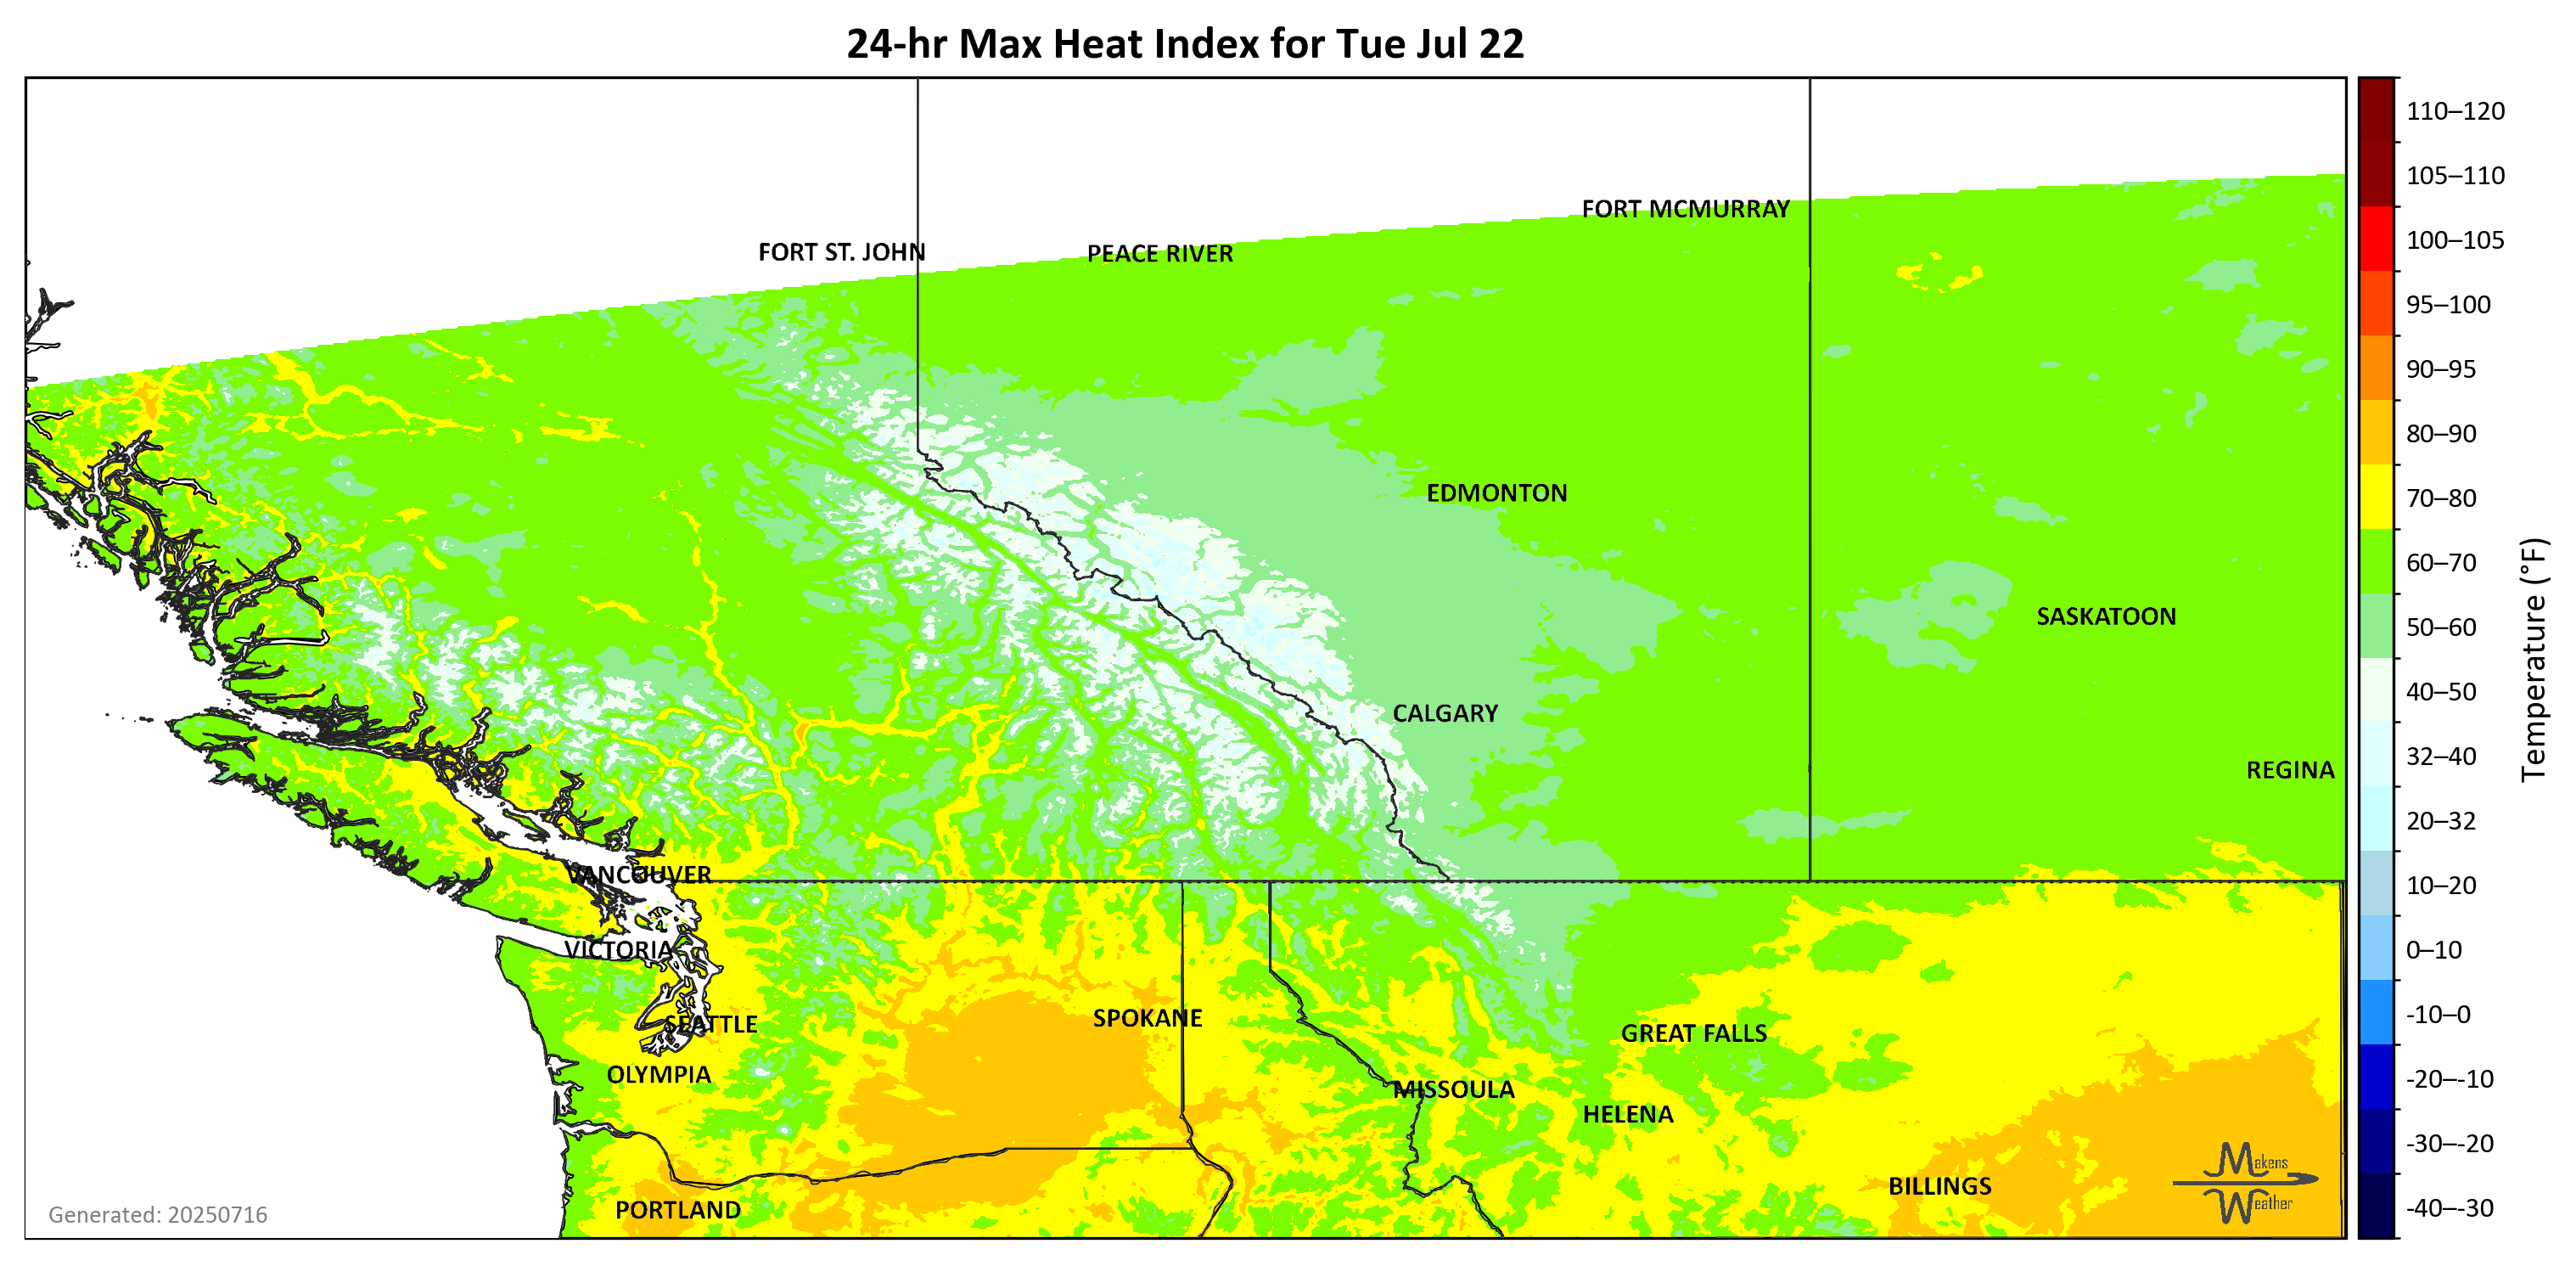 24-hr Max Heat Index for Tue Jul 22
FORT MCMURRAY
FORT ST. JOHN
PEACE RIVER
EDMONTON
SASKATOON
CALGARY
REGINA
VANCOUVER
VICTORIA
SEATTLE
SPOKANE
GREAT FALLS
OLYMPIA
MISSOULA
HELENA
BILLINGS
PORTLAND
Makens
Weather
Generated: 20250716
110–120
105–110
100–105
95–100
90–95
80–90
70–80
60–70
50–60
40–50
32–40
20–32
10–20
0–10
-10–0
-20–-10
-30–-20
-40–-30
Temperature (°F)